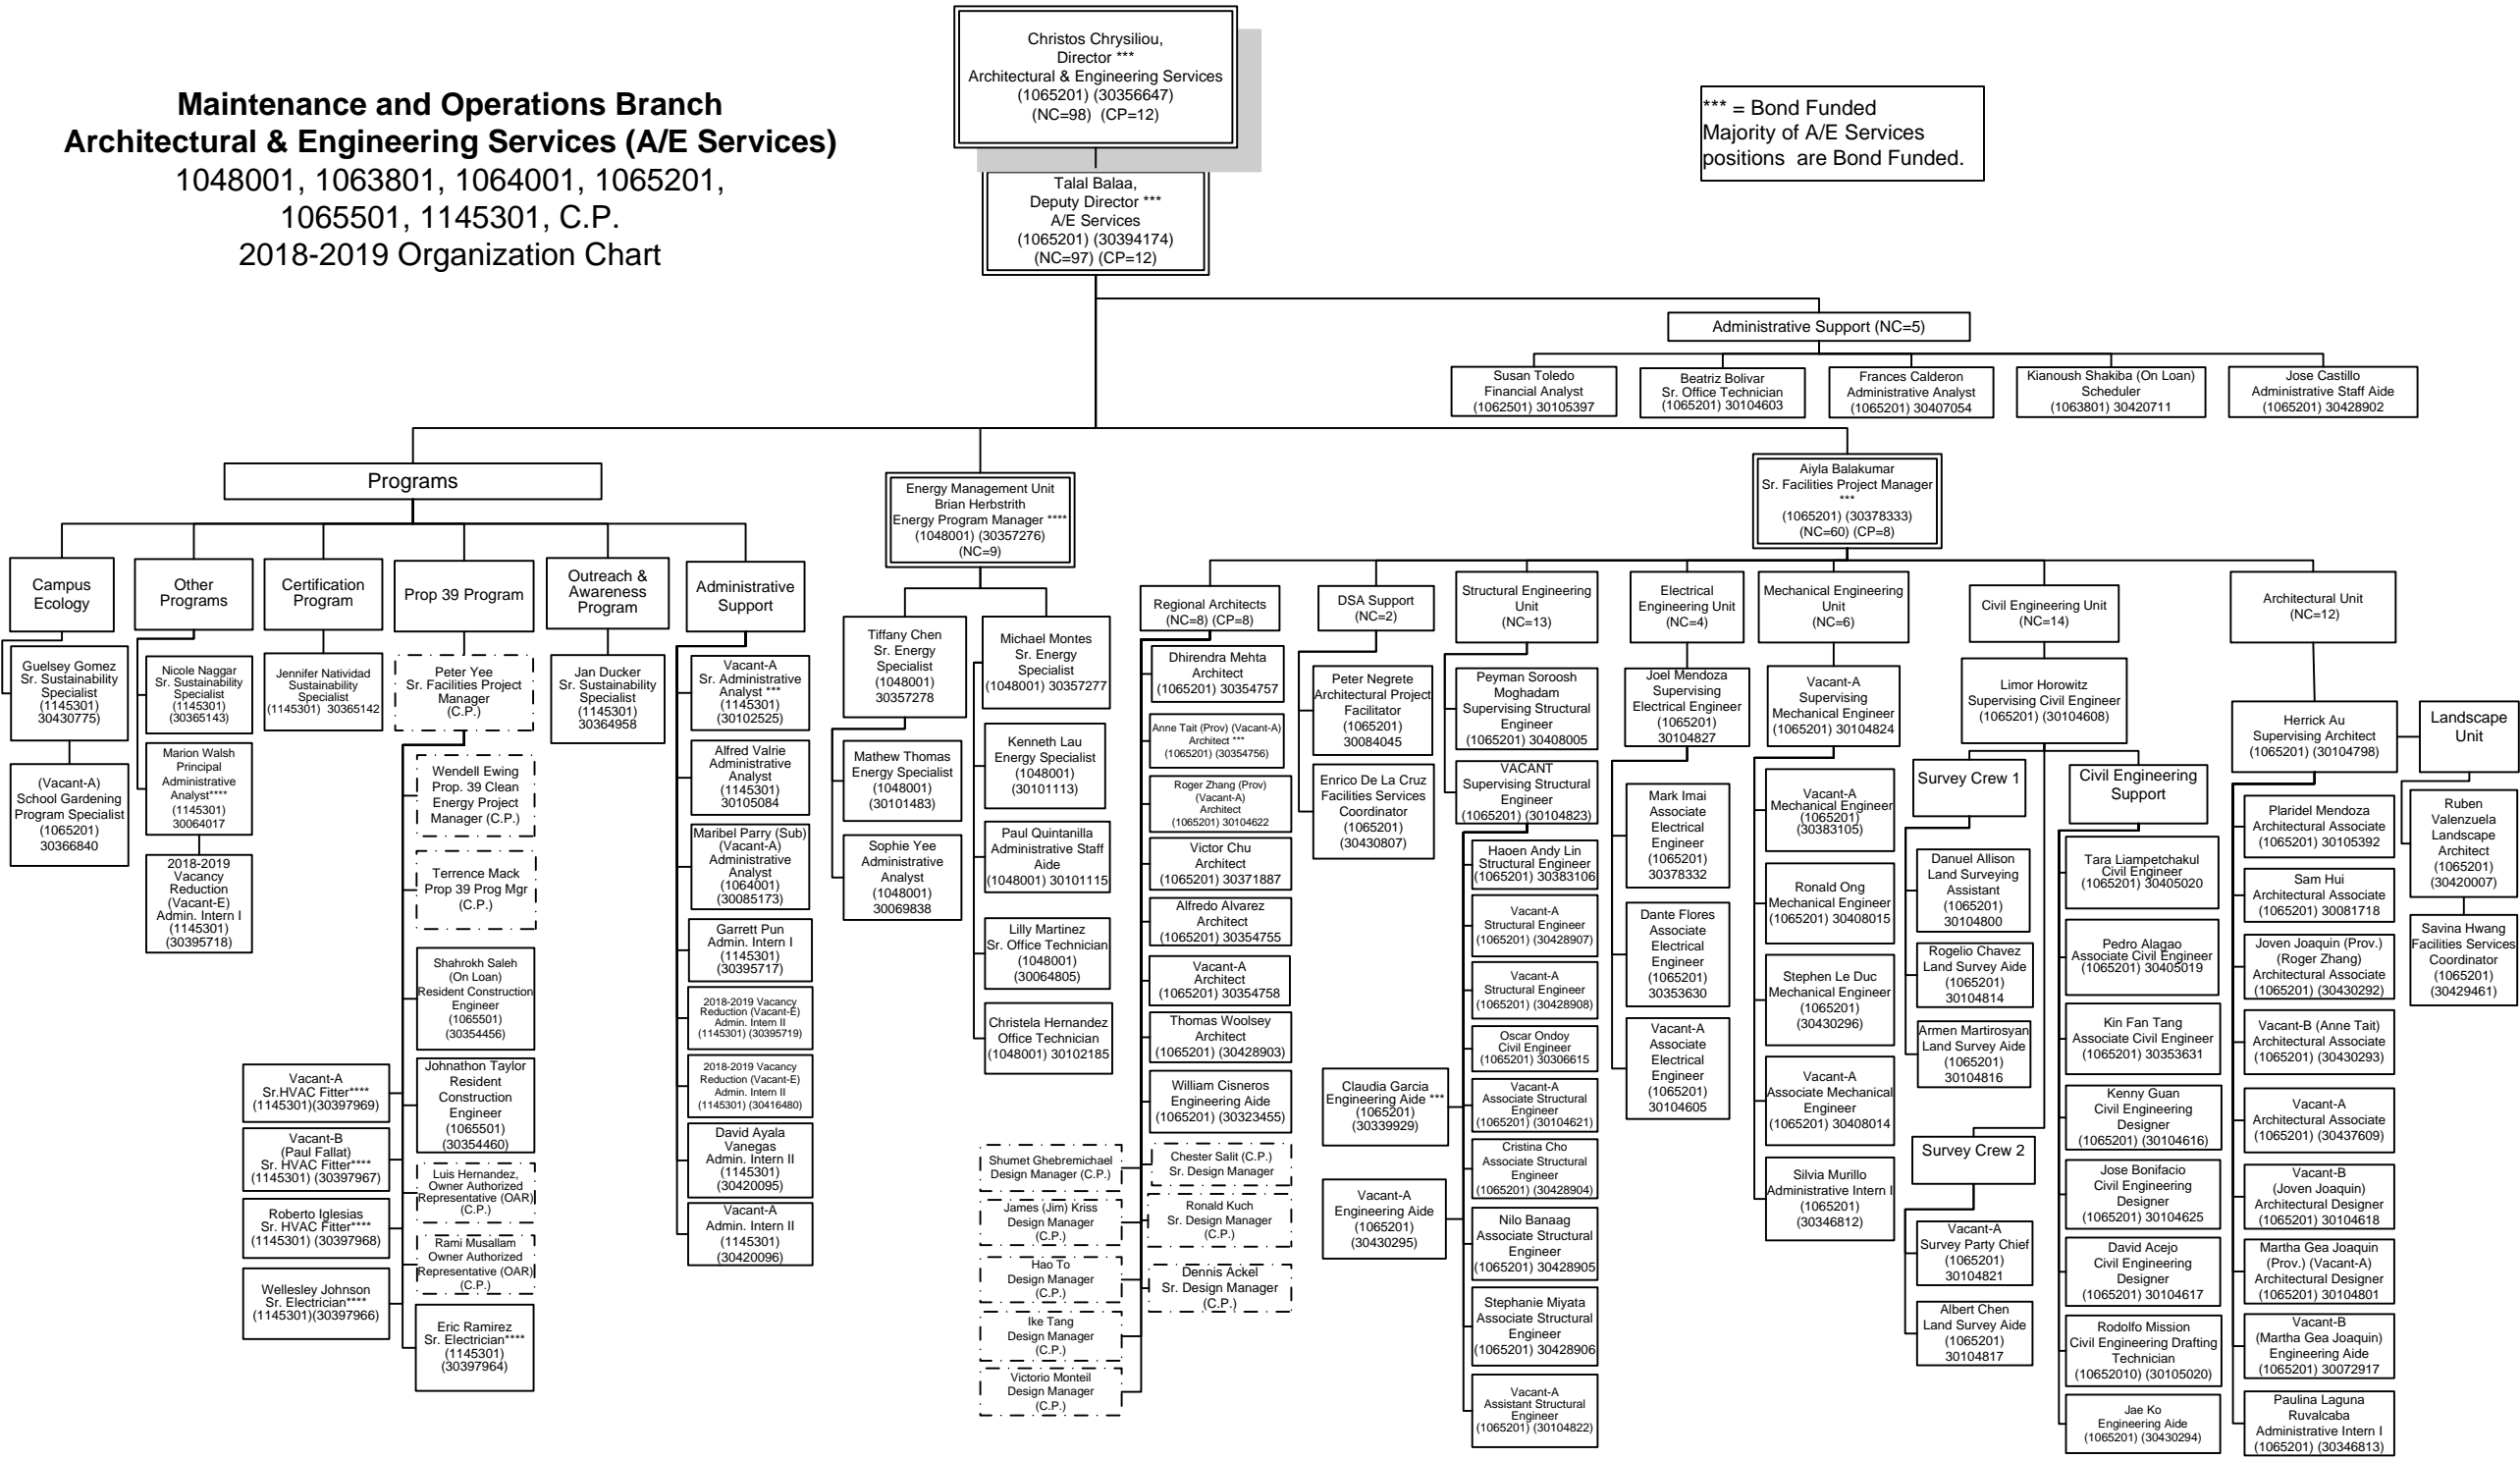 Maintenance and Operations Branch
Architectural & Engineering Services (A/E Services)
1048001, 1063801, 1064001, 1065201,
1065501, 1145301, C.P.
2018-2019 Organization Chart
Christos Chrysiliou,
Director ***
Architectural & Engineering Services
(1065201) (30356647)
(NC=98) (CP=12)
*** = Bond Funded
Majority of A/E Services
positions are Bond Funded.
Talal Balaa,
Deputy Director ***
A/E Services
(1065201) (30394174)
(NC=97) (CP=12)
Administrative Support (NC=5)
Susan Toledo
Financial Analyst
(1062501) 30105397
Beatriz Bolivar
Sr. Office Technician
(1065201) 30104603
Frances Calderon
Administrative Analyst
(1065201) 30407054
Kianoush Shakiba (On Loan)
Scheduler
(1063801) 30420711
Jose Castillo
Administrative Staff Aide
(1065201) 30428902
Programs
Campus
Ecology
Guelsey Gomez
Sr. Sustainability
Specialist
(1145301)
30430775)
(Vacant-A)
School Gardening
Program Specialist
(1065201)
30366840
Other
Programs
Nicole Naggar
Sr. Sustainability
Specialist
(1145301)
(30365143)
Marion Walsh
Principal
Administrative
Analyst****
(1145301)
30064017
2018-2019
Vacancy
Reduction
(Vacant-E)
Admin. Intern I
(1145301)
(30395718)
Certification
Program
Jennifer Natividad
Sustainability
Specialist
(1145301) 30365142
Prop 39 Program
Peter Yee
Sr. Facilities Project
Manager
(C.P.)
Wendell Ewing
Prop. 39 Clean
Energy Project
Manager (C.P.)
Terrence Mack
Prop 39 Prog Mgr
(C.P.)
Shahrokh Saleh
(On Loan)
Resident Construction
Engineer
(1065501)
(30354456)
Johnathon Taylor
Resident
Construction
Engineer
(1065501)
(30354460)
Luis Hernandez,
Owner Authorized
Representative (OAR)
(C.P.)
Rami Musallam
Owner Authorized
Representative (OAR)
(C.P.)
Eric Ramirez
Sr. Electrician****
(1145301)
(30397964)
Vacant-A
Sr.HVAC Fitter****
(1145301)(30397969)
Vacant-B
(Paul Fallat)
Sr. HVAC Fitter****
(1145301) (30397967)
Roberto Iglesias
Sr. HVAC Fitter****
(1145301) (30397968)
Wellesley Johnson
Sr. Electrician****
(1145301)(30397966)
Outreach &
Awareness
Program
Jan Ducker
Sr. Sustainability
Specialist
(1145301)
30364958
Administrative
Support
Vacant-A
Sr. Administrative
Analyst ***
(1145301)
(30102525)
Alfred Valrie
Administrative
Analyst
(1145301)
30105084
Maribel Parry (Sub)
(Vacant-A)
Administrative
Analyst
(1064001)
(30085173)
Garrett Pun
Admin. Intern I
(1145301)
(30395717)
2018-2019 Vacancy
Reduction (Vacant-E)
Admin. Intern II
(1145301) (30395719)
2018-2019 Vacancy
Reduction (Vacant-E)
Admin. Intern II
(1145301) (30416480)
David Ayala
Vanegas
Admin. Intern II
(1145301)
(30420095)
Vacant-A
Admin. Intern II
(1145301)
(30420096)
Energy Management Unit
Brian Herbstrith
Energy Program Manager ****
(1048001) (30357276)
(NC=9)
Tiffany Chen
Sr. Energy
Specialist
(1048001)
30357278
Mathew Thomas
Energy Specialist
(1048001)
(30101483)
Sophie Yee
Administrative
Analyst
(1048001)
30069838
Michael Montes
Sr. Energy
Specialist
(1048001) 30357277
Kenneth Lau
Energy Specialist
(1048001)
(30101113)
Paul Quintanilla
Administrative Staff
Aide
(1048001) 30101115
Lilly Martinez
Sr. Office Technician
(1048001)
(30064805)
Christela Hernandez
Office Technician
(1048001) 30102185
Aiyla Balakumar
Sr. Facilities Project Manager
***
(1065201) (30378333)
(NC=60) (CP=8)
Regional Architects
(NC=8) (CP=8)
Dhirendra Mehta
Architect
(1065201) 30354757
Anne Tait (Prov) (Vacant-A)
Architect ***
(1065201) (30354756)
Roger Zhang (Prov)
(Vacant-A)
Architect
(1065201 30104622
Victor Chu
Architect
(1065201) 30371887
Alfredo Alvarez
Architect
(1065201) 30354755
Vacant-A
Architect
(1065201) 30354758
Thomas Woolsey
Architect
(1065201) (30428903)
William Cisneros
Engineering Aide
(1065201) (30323455)
Chester Salit (C.P.)
Sr. Design Manager
Ronald Kuch
Sr. Design Manager
(C.P.)
Dennis Ackel
Sr. Design Manager
(C.P.)
Shumet Ghebremichael
Design Manager (C.P.)
James (Jim) Kriss
Design Manager
(C.P.)
Hao To
Design Manager
(C.P.)
Ike Tang
Design Manager
(C.P.)
Victorio Monteil
Design Manager
(C.P.)
DSA Support
(NC=2)
Peter Negrete
Architectural Project
Facilitator
(1065201)
30084045
Enrico De La Cruz
Facilities Services
Coordinator
(1065201)
(30430807)
Structural Engineering
Unit
(NC=13)
Peyman Soroosh
Moghadam
Supervising Structural
Engineer
(1065201) 30408005
VACANT
Supervising Structural
Engineer
(1065201) (30104823)
Haoen Andy Lin
Structural Engineer
(1065201) 30383106
Vacant-A
Structural Engineer
(1065201) (30428907)
Vacant-A
Structural Engineer
(1065201) (30428908)
Oscar Ondoy
Civil Engineer
(1065201) 30306615
Vacant-A
Associate Structural
Engineer
(1065201) (30104621)
Cristina Cho
Associate Structural
Engineer
(1065201) (30428904)
Nilo Banaag
Associate Structural
Engineer
(1065201) 30428905
Stephanie Miyata
Associate Structural
Engineer
(1065201) 30428906
Vacant-A
Assistant Structural
Engineer
(1065201) (30104822)
Claudia Garcia
Engineering Aide ***
(1065201)
(30339929)
Vacant-A
Engineering Aide
(1065201)
(30430295)
Electrical
Engineering Unit
(NC=4)
Joel Mendoza
Supervising
Electrical Engineer
(1065201)
30104827
Mark Imai
Associate
Electrical
Engineer
(1065201)
30378332
Dante Flores
Associate
Electrical
Engineer
(1065201)
30353630
Vacant-A
Associate
Electrical
Engineer
(1065201)
30104605
Mechanical Engineering
Unit
(NC=6)
Vacant-A
Supervising
Mechanical Engineer
(1065201) 30104824
Vacant-A
Mechanical Engineer
(1065201)
(30383105)
Ronald Ong
Mechanical Engineer
(1065201) 30408015
Stephen Le Duc
Mechanical Engineer
(1065201)
(30430296)
Vacant-A
Associate Mechanical
Engineer
(1065201) 30408014
Silvia Murillo
Administrative Intern I
(1065201)
(30346812)
Civil Engineering Unit
(NC=14)
Limor Horowitz
Supervising Civil Engineer
(1065201) (30104608)
Survey Crew 1
Danuel Allison
Land Surveying
Assistant
(1065201)
30104800
Rogelio Chavez
Land Survey Aide
(1065201)
30104814
Armen Martirosyan
Land Survey Aide
(1065201)
30104816
Survey Crew 2
Vacant-A
Survey Party Chief
(1065201)
30104821
Albert Chen
Land Survey Aide
(1065201)
30104817
Civil Engineering
Support
Tara Liampetchakul
Civil Engineer
(1065201) 30405020
Pedro Alagao
Associate Civil Engineer
(1065201) 30405019
Kin Fan Tang
Associate Civil Engineer
(1065201) 30353631
Kenny Guan
Civil Engineering
Designer
(1065201) (30104616)
Jose Bonifacio
Civil Engineering
Designer
(1065201) 30104625
David Acejo
Civil Engineering
Designer
(1065201) 30104617
Rodolfo Mission
Civil Engineering Drafting
Technician
(10652010) (30105020)
Jae Ko
Engineering Aide
(1065201) (30430294)
Architectural Unit
(NC=12)
Herrick Au
Supervising Architect
(1065201) (30104798)
Plaridel Mendoza
Architectural Associate
(1065201) 30105392
Sam Hui
Architectural Associate
(1065201) 30081718
Joven Joaquin (Prov.)
(Roger Zhang)
Architectural Associate
(1065201) (30430292)
Vacant-B (Anne Tait)
Architectural Associate
(1065201) (30430293)
Vacant-A
Architectural Associate
(1065201) (30437609)
Vacant-B
(Joven Joaquin)
Architectural Designer
(1065201) 30104618
Martha Gea Joaquin
(Prov.) (Vacant-A)
Architectural Designer
(1065201) 30104801
Vacant-B
(Martha Gea Joaquin)
Engineering Aide
(1065201) 30072917
Paulina Laguna
Ruvalcaba
Administrative Intern I
(1065201) (30346813)
Landscape
Unit
Ruben
Valenzuela
Landscape
Architect
(1065201)
(30420007)
Savina Hwang
Facilities Services
Coordinator
(1065201)
(30429461)